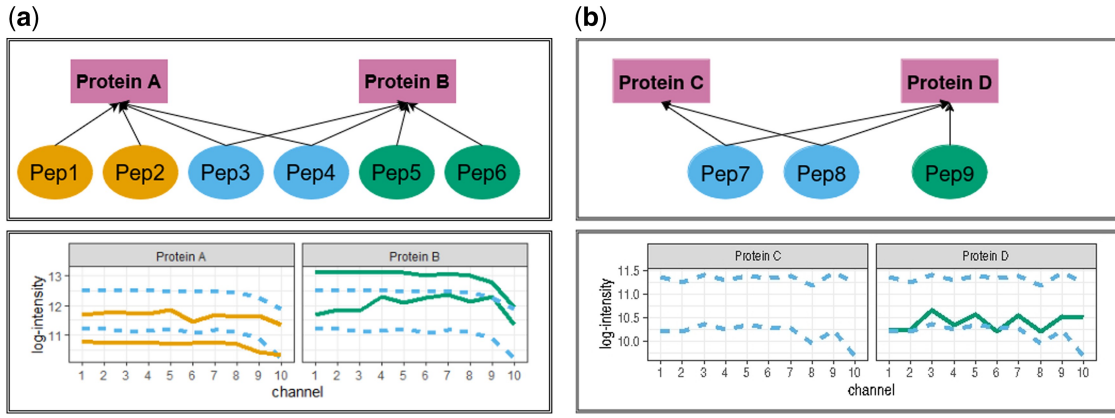 (a)
Protein A Protein B
Pep1 Pep2 Pep3 Pep4 Pep5 Pep6
Protein A Protein B
log-intensity
13
12
11
1 2 3 4 5 6 7 8 9 10 1 2 3 4 5 6 7 8 9 10
channel
(b)
Protein C Protein D
Pep7 Pep8 Pep9
Protein C Protein D
log-intensity
11.5
11.0
10.5
10.0
1 2 3 4 5 6 7 8 9 10 1 2 3 4 5 6 7 8 9 10
channel